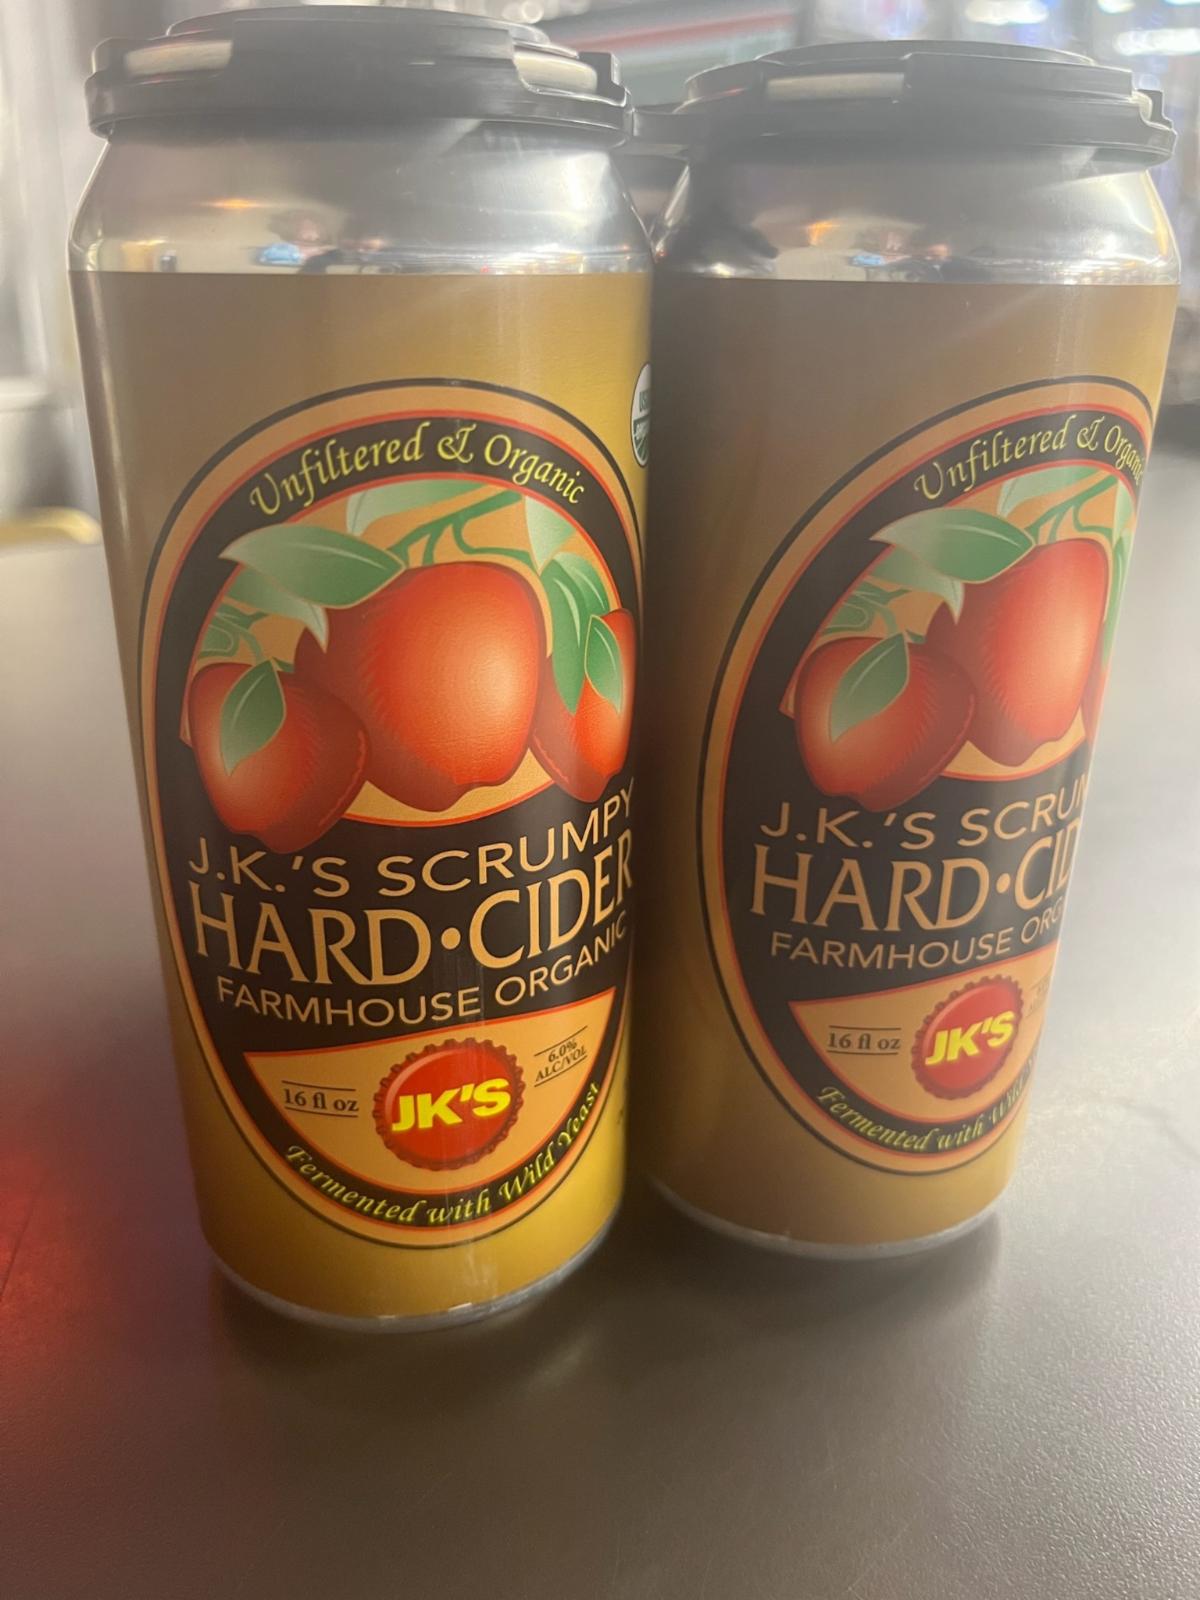 Unfiltered & Organic
J.K.'S SCRUMPY
HARD•CIDER
FARMHOUSE ORGANIC
16 fl oz
JK'S
6.0%
ALC/VOL
Fermented with Wild Yeast
Unfiltered & Organic
J.K.'S SCRUM
HARD•CID
FARMHOUSE ORG
16 fl oz
JK'S
Fermented with Wild